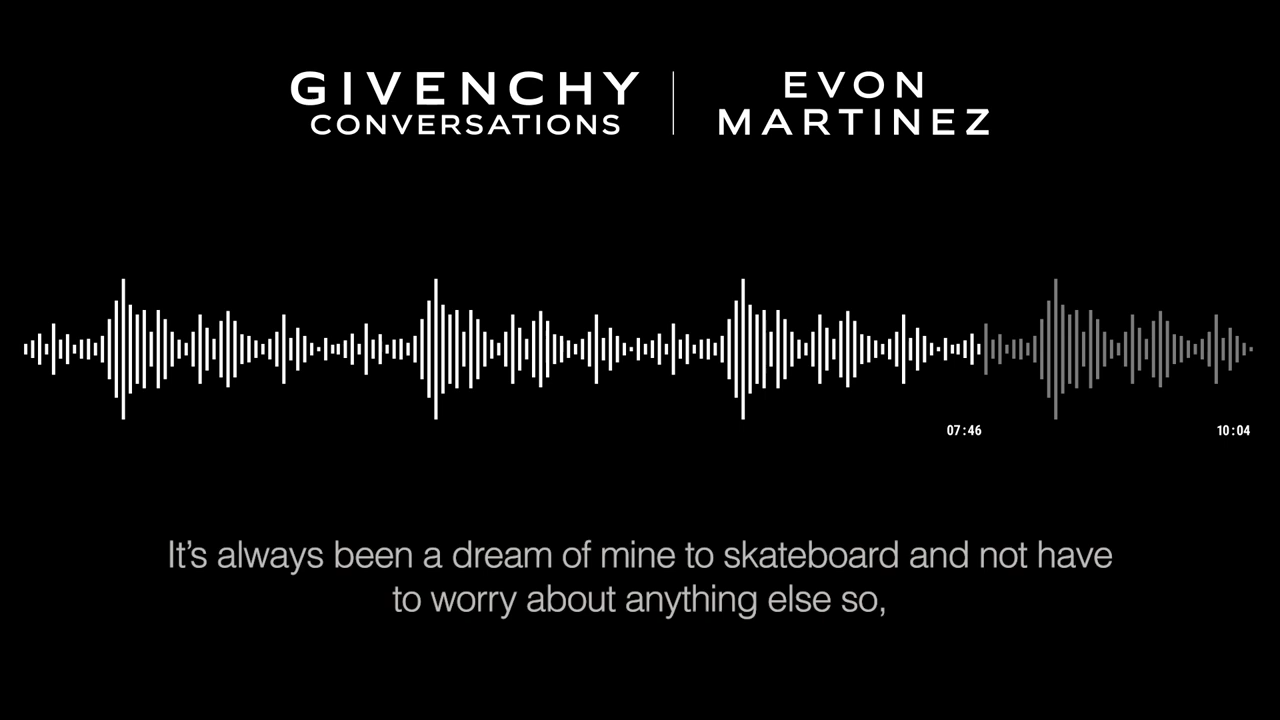 GIVENCHY
CONVERSATIONS
EVON
MARTINEZ
07:46
10:04
It’s always been a dream of mine to skateboard and not have
to worry about anything else so,